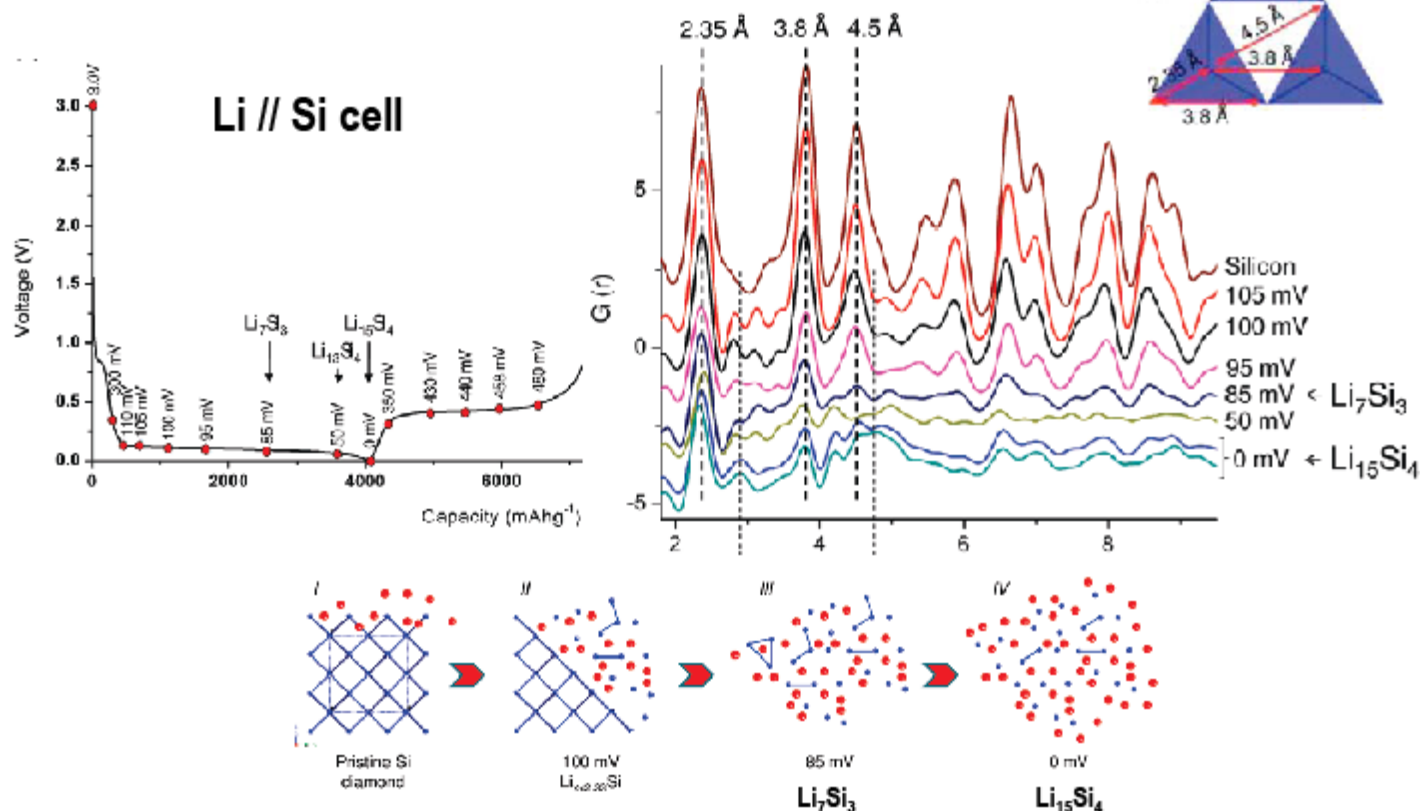 Li // Si cell
Voltage (V)
3.0
2.5
2.0
1.5
1.0
0.5
0.0
3.0V
300 mV
110 mV
105 mV
100 mV
95 mV
85 mV
50 mV
0 mV
350 mV
430 mV
440 mV
458 mV
480 mV
Li7S3
Li13S4
Li15S4
0
2000
4000
6000
Capacity (mAhg-1)
2.35 Å 3.8 Å 4.5 Å
G (r)
5
0
-5
2
4
6
8
Silicon
105 mV
100 mV
95 mV
85 mV ← Li7Si3
50 mV
0 mV ← Li15Si4
4.5 Å
2.35 Å
3.8 Å
3.8 Å
I
II
III
IV
Pristine Si
diamond
100 mV
85 mV
Li7Si3
0 mV
Li15Si4